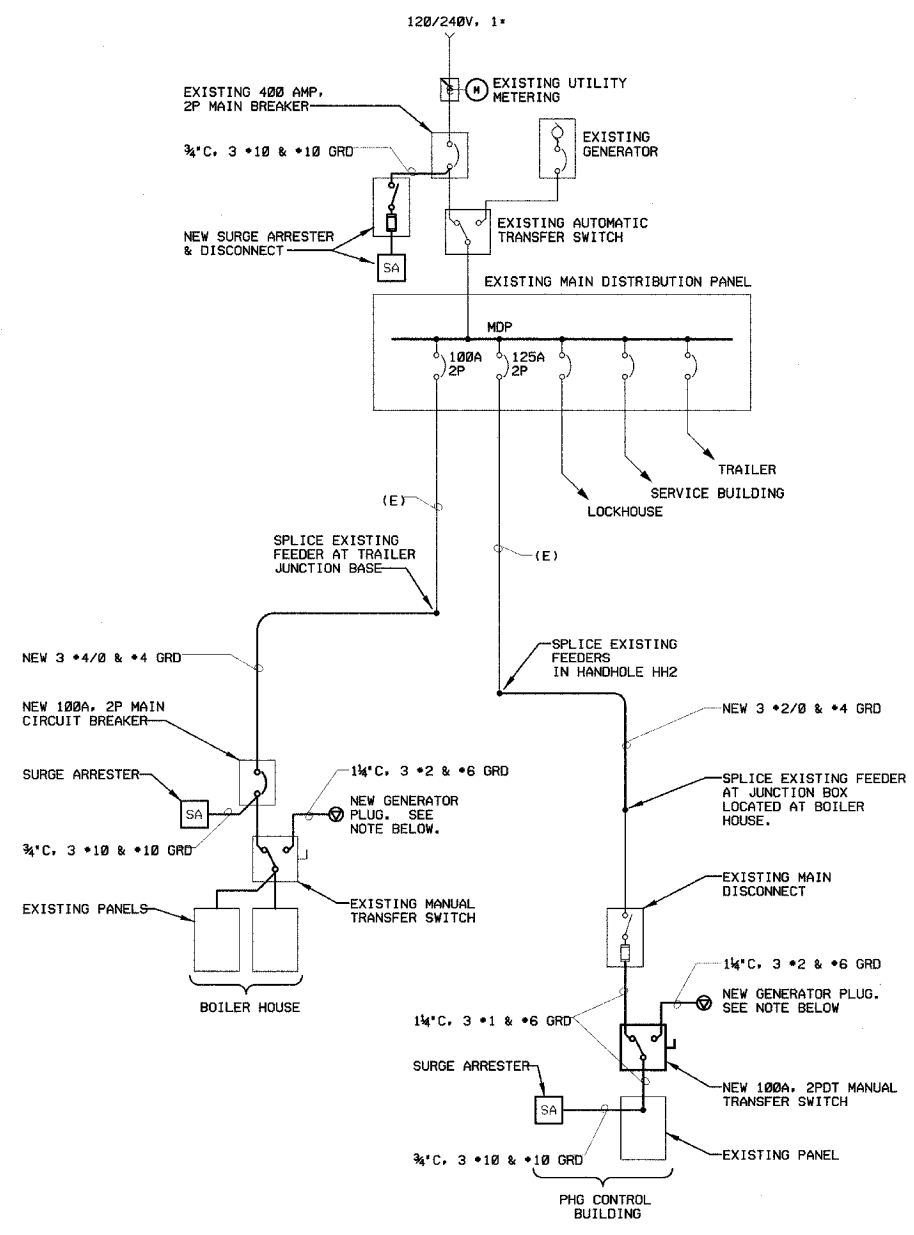 120/240V, 1*
EXISTING UTILITY
METERING
M
EXISTING 400 AMP,
2P MAIN BREAKER
EXISTING
GENERATOR
¾"C, 3 *10 & *10 GRD
EXISTING AUTOMATIC
TRANSFER SWITCH
NEW SURGE ARRESTER
& DISCONNECT
SA
EXISTING MAIN DISTRIBUTION PANEL
MDP
100A
2P
125A
2P
TRAILER
SERVICE BUILDING
LOCKHOUSE
(E)
(E)
SPLICE EXISTING
FEEDER AT TRAILER
JUNCTION BASE
SPLICE EXISTING
FEEDERS
IN HANDHOLE HH2
NEW 3 *4/0 & *4 GRD
NEW 100A, 2P MAIN
CIRCUIT BREAKER
NEW 3 *2/0 & *4 GRD
SURGE ARRESTER
SA
1¼"C, 3 *2 & *6 GRD
NEW GENERATOR
PLUG. SEE
NOTE BELOW.
SPLICE EXISTING FEEDER
AT JUNCTION BOX
LOCATED AT BOILER
HOUSE.
¾"C, 3 *10 & *10 GRD
EXISTING MAIN
DISCONNECT
EXISTING PANELS
EXISTING MANUAL
TRANSFER SWITCH
BOILER HOUSE
1¼"C, 3 *2 & *6 GRD
NEW GENERATOR PLUG.
SEE NOTE BELOW
1¼"C, 3 *1 & *6 GRD
SURGE ARRESTER
SA
NEW 100A, 2PDT MANUAL
TRANSFER SWITCH
¾"C, 3 *10 & *10 GRD
EXISTING PANEL
PHG CONTROL
BUILDING